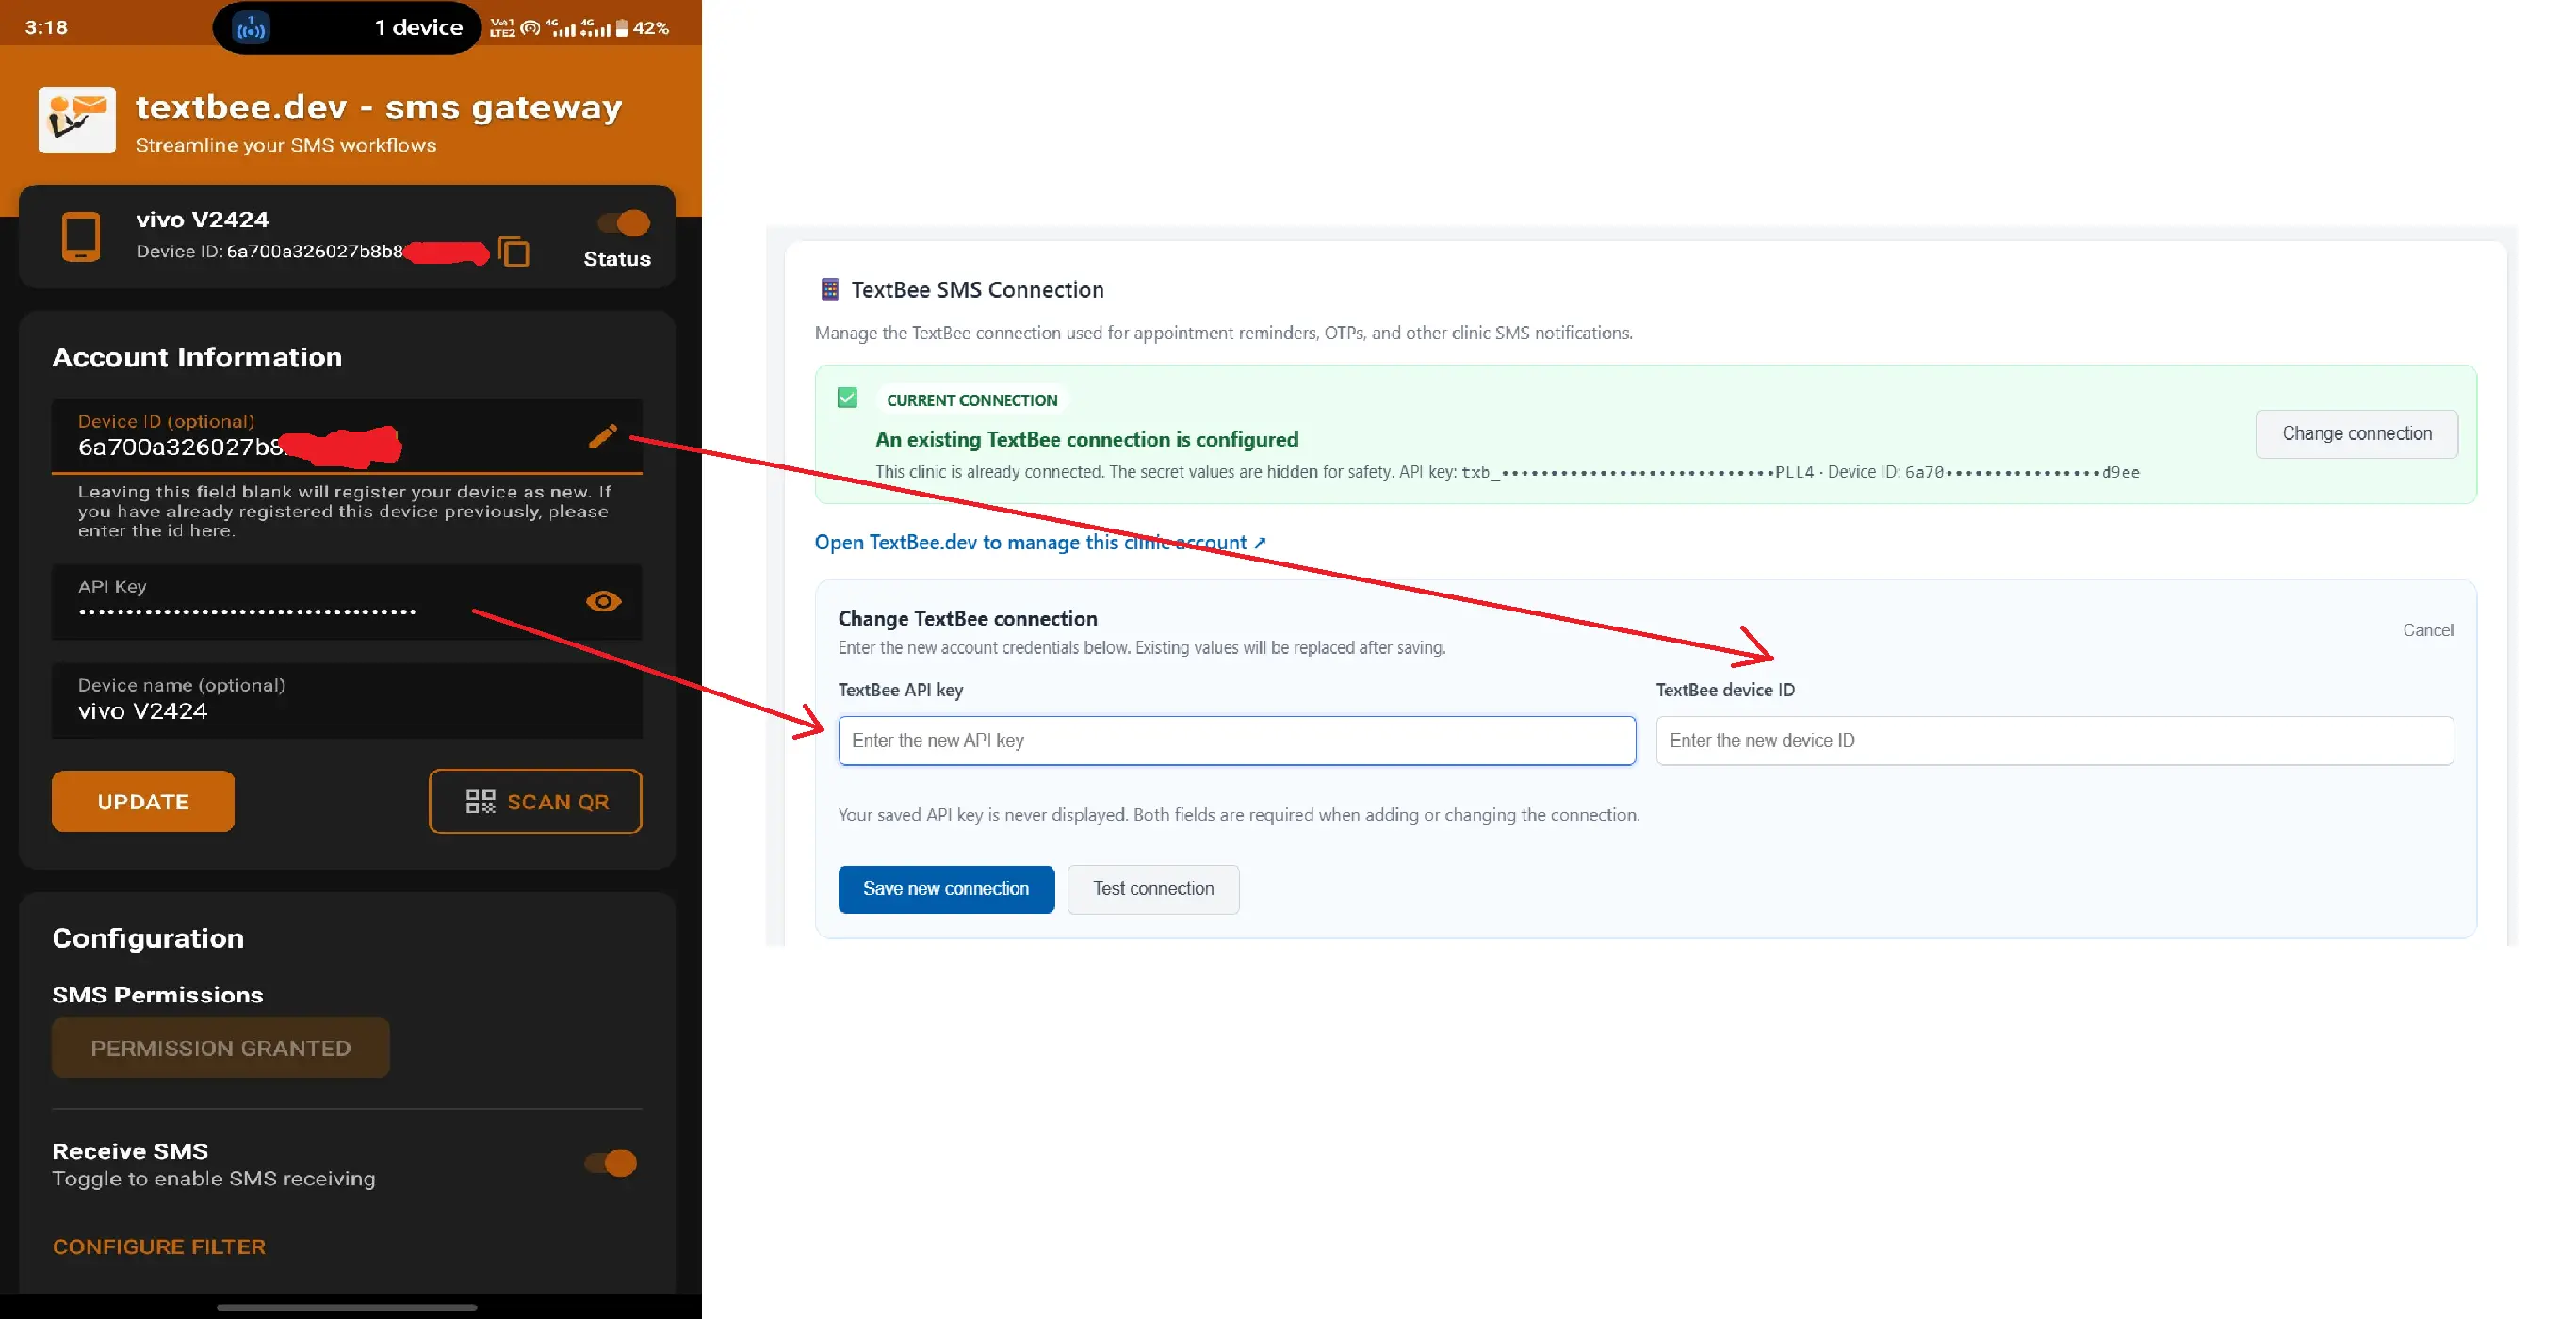 3:18
1 device
Vo1 LTE2 4G 4G 42%
textbee.dev - sms gateway
Streamline your SMS workflows
vivo V2424
Device ID: 6a700a326027b8b8
Status
Account Information
Device ID (optional)
6a700a326027b8
Leaving this field blank will register your device as new. If
you have already registered this device previously, please
enter the id here.
API Key
••••••••••••••••••••••••••••••••••••
Device name (optional)
vivo V2424
UPDATE
SCAN QR
Configuration
SMS Permissions
PERMISSION GRANTED
Receive SMS
Toggle to enable SMS receiving
CONFIGURE FILTER
TextBee SMS Connection
Manage the TextBee connection used for appointment reminders, OTPs, and other clinic SMS notifications.
CURRENT CONNECTION
An existing TextBee connection is configured
This clinic is already connected. The secret values are hidden for safety. API key: txb_••••••••••••••••••••••••••••PLL4 · Device ID: 6a70••••••••••••••••d9ee
Change connection
Open TextBee.dev to manage this clinic account ↗
Change TextBee connection
Enter the new account credentials below. Existing values will be replaced after saving.
Cancel
TextBee API key
TextBee device ID
Enter the new API key
Enter the new device ID
Your saved API key is never displayed. Both fields are required when adding or changing the connection.
Save new connection
Test connection